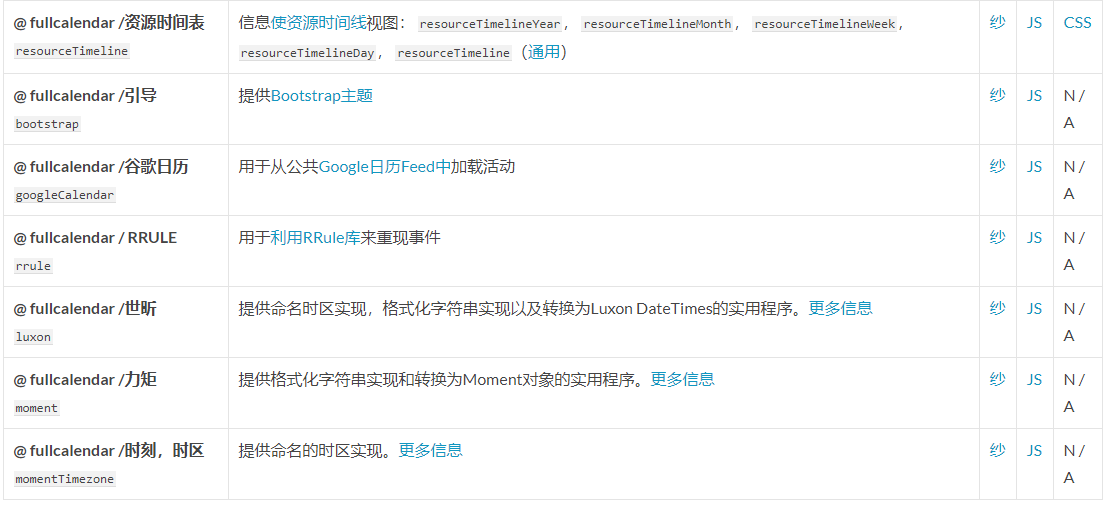 @ fullcalendar /资源时间表 信息使资源时间线视图： resourceTimelineYear， resourceTimelineMonth， resourceTimelineWeek， 纱 JS CSS
resourceTimeline resourceTimelineDay， resourceTimeline（通用）
@ fullcalendar /引导 提供Bootstrap主题 纱 JS N /
bootstrap A
@ fullcalendar /谷歌日历 用于从公共Google日历Feed中加载活动 纱 JS N /
googleCalendar A
@ fullcalendar / RRULE 用于利用RRule库来重现事件 纱 JS N /
rrule A
@ fullcalendar /世昕 提供命名时区实现，格式化字符串实现以及转换为Luxon DateTimes的实用程序。更多信息 纱 JS N /
luxon A
@ fullcalendar /力矩 提供格式化字符串实现和转换为Moment对象的实用程序。更多信息 纱 JS N /
moment A
@ fullcalendar /时刻，时区 提供命名的时区实现。更多信息 纱 JS N /
momentTimezone A